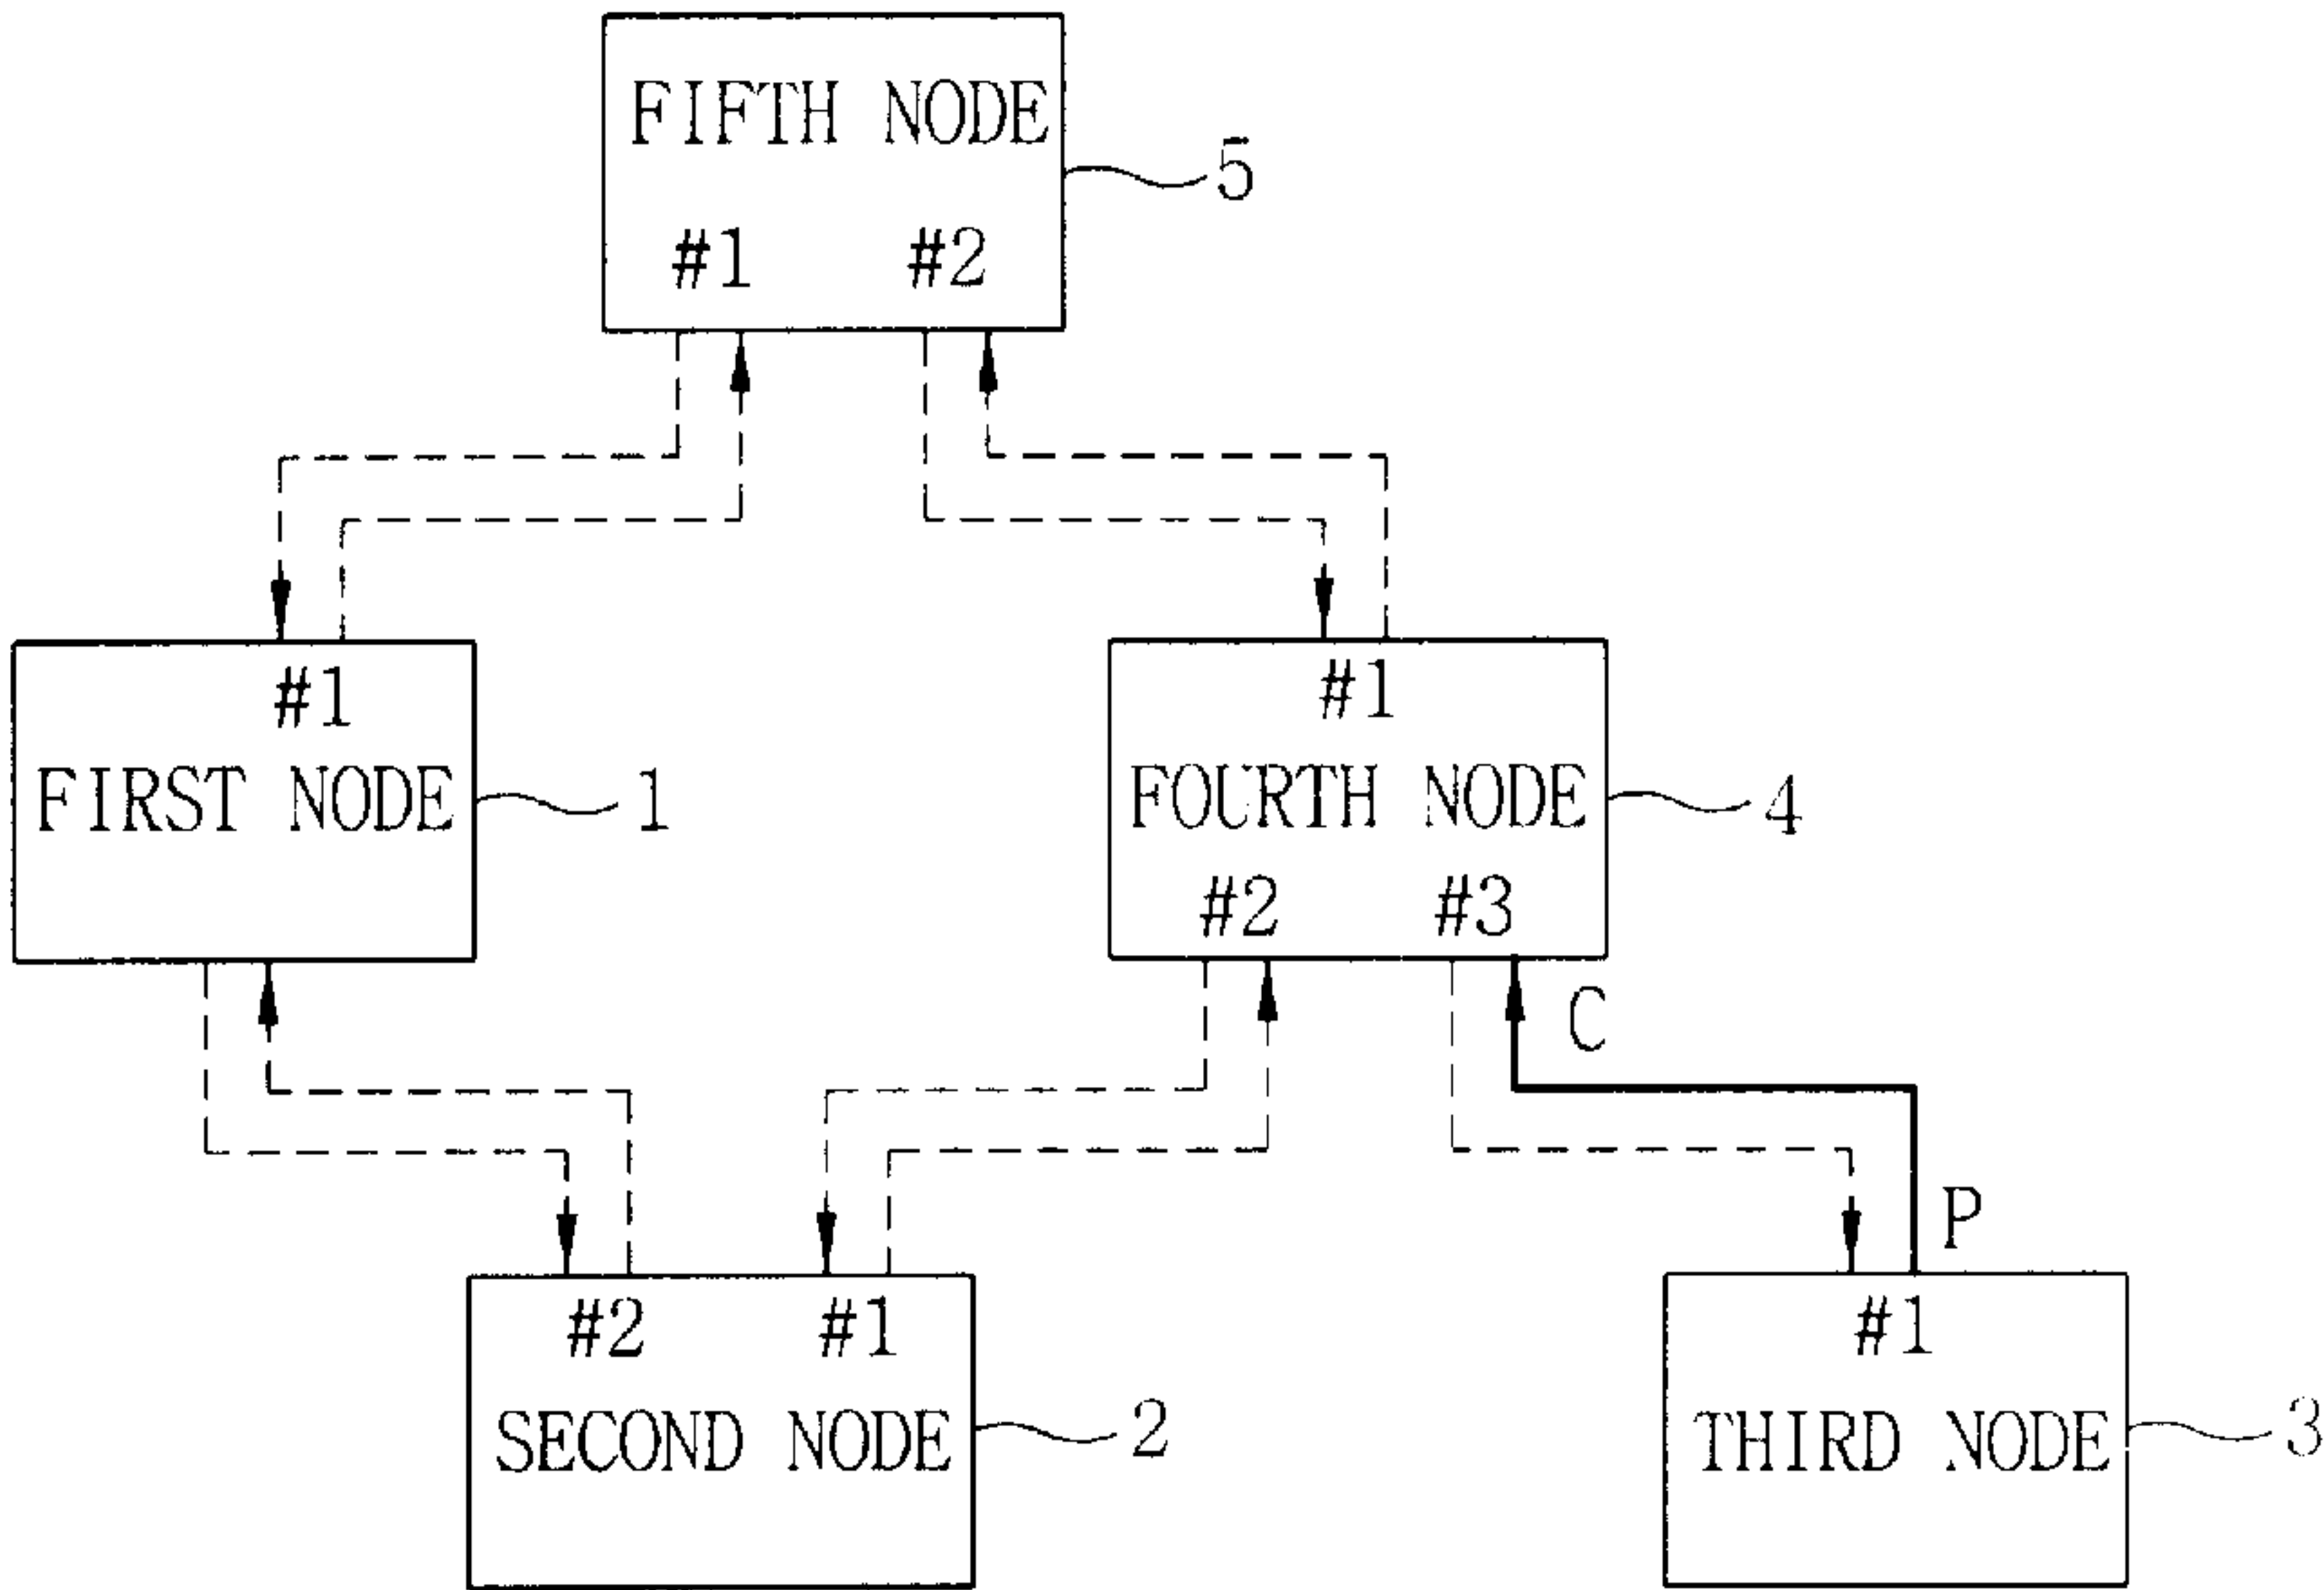 FIFTH NODE
5
#1 #2
#1
FIRST NODE
1
#1
FOURTH NODE
4
#2 #3
C
P
#2 #1
SECOND NODE
2
#1
THIRD NODE
3